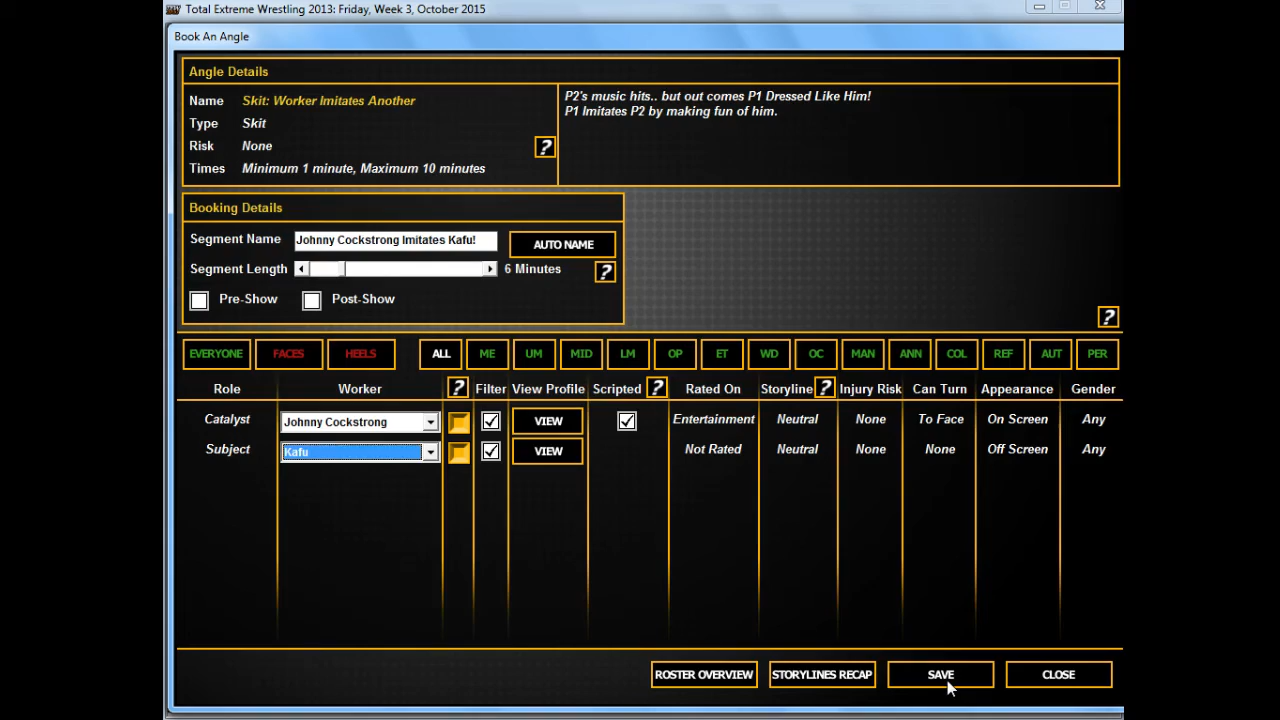 Total Extreme Wrestling 2013: Friday, Week 3, October 2015
Book An Angle
Angle Details
Name Skit: Worker Imitates Another
Type Skit
Risk None
?
Times Minimum 1 minute, Maximum 10 minutes
P2's music hits.. but out comes P1 Dressed Like Him!
P1 Imitates P2 by making fun of him.
Booking Details
Segment Name Johnny Cockstrong Imitates Kafu! AUTO NAME
Segment Length 6 Minutes ?
Pre-Show Post-Show
?
EVERYONE FACES HEELS ALL ME UM MID LM OP ET WD OC MAN ANN COL REF AUT PER
Role Worker ? Filter View Profile Scripted ? Rated On Storyline ? Injury Risk Can Turn Appearance Gender
Catalyst Johnny Cockstrong VIEW Entertainment Neutral None To Face On Screen Any
Subject Kafu VIEW Not Rated Neutral None None Off Screen Any
ROSTER OVERVIEW STORYLINES RECAP SAVE CLOSE